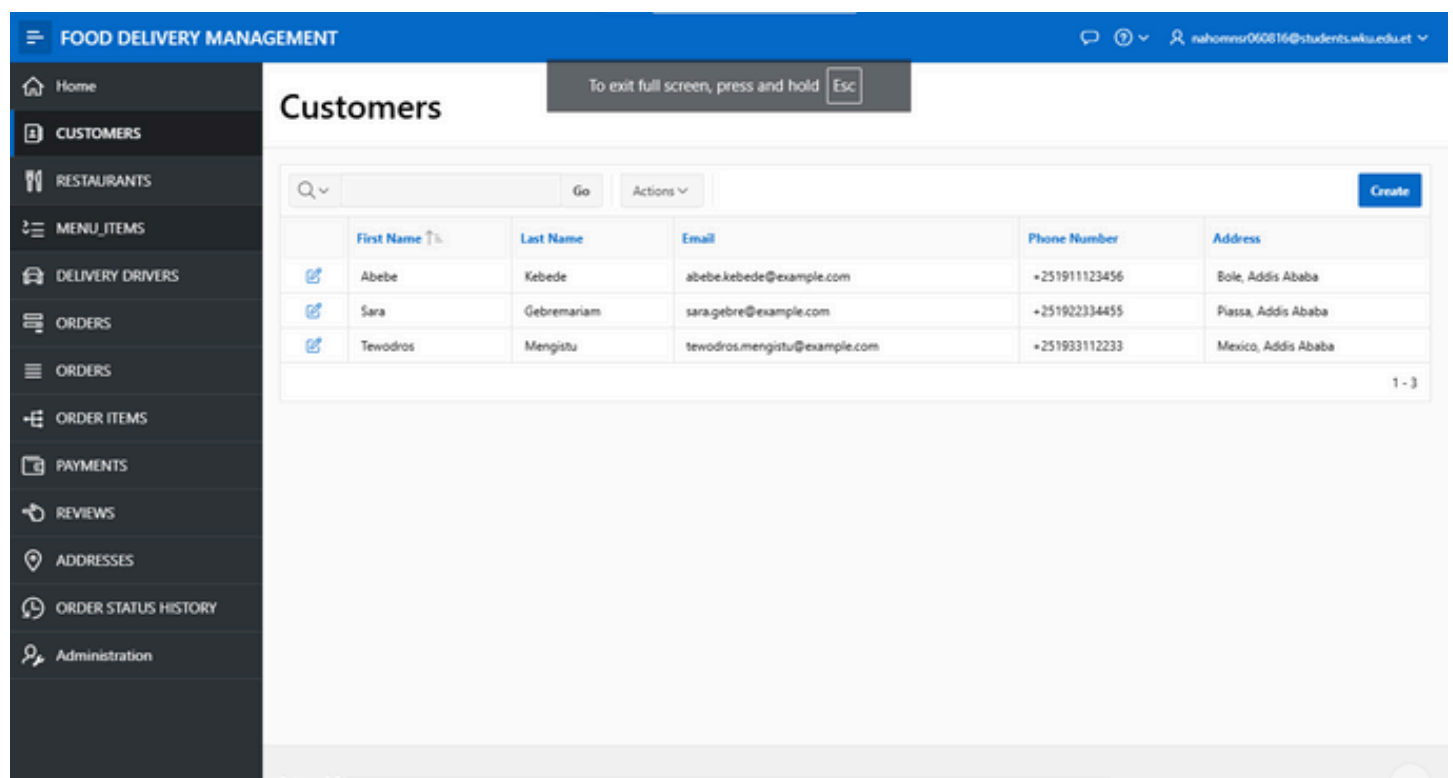 FOOD DELIVERY MANAGEMENT nahomnsr060816@students.wku.edu.et
To exit full screen, press and hold Esc
Home
CUSTOMERS
RESTAURANTS
MENU_ITEMS
DELIVERY DRIVERS
ORDERS
ORDERS
ORDER ITEMS
PAYMENTS
REVIEWS
ADDRESSES
ORDER STATUS HISTORY
Administration
Customers
Go Actions Create
First Name Last Name Email Phone Number Address
Abebe Kebede abebe.kebede@example.com +251911123456 Bole, Addis Ababa
Sara Gebremariam sara.gebre@example.com +251922334455 Piassa, Addis Ababa
Tewodros Mengistu tewodros.mengistu@example.com +251933112233 Mexico, Addis Ababa
1 - 3